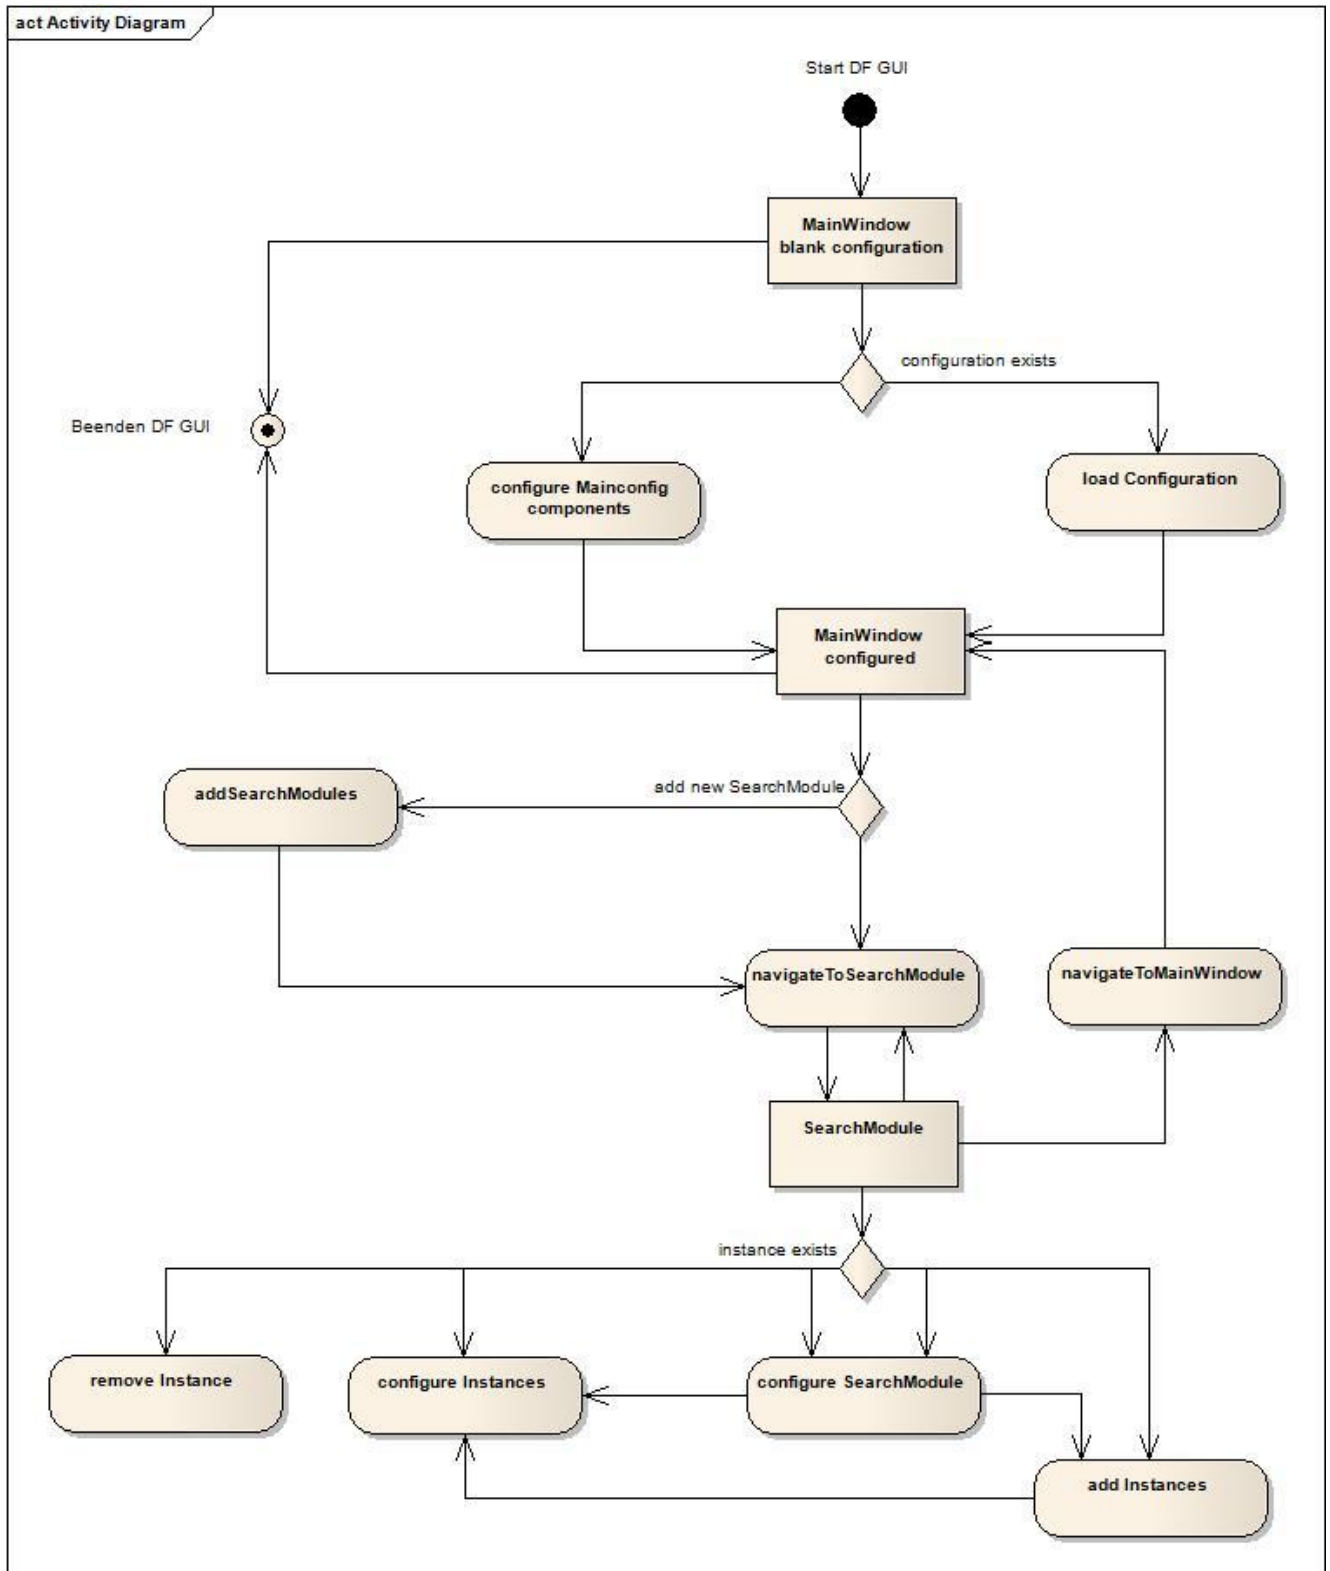 act Activity Diagram
Start DF GUI
MainWindow
blank configuration
configuration exists
Beenden DF GUI
configure Mainconfig
components
load Configuration
MainWindow
configured
add new SearchModule
addSearchModules
navigateToSearchModule
navigateToMainWindow
SearchModule
instance exists
remove Instance
configure Instances
configure SearchModule
add Instances